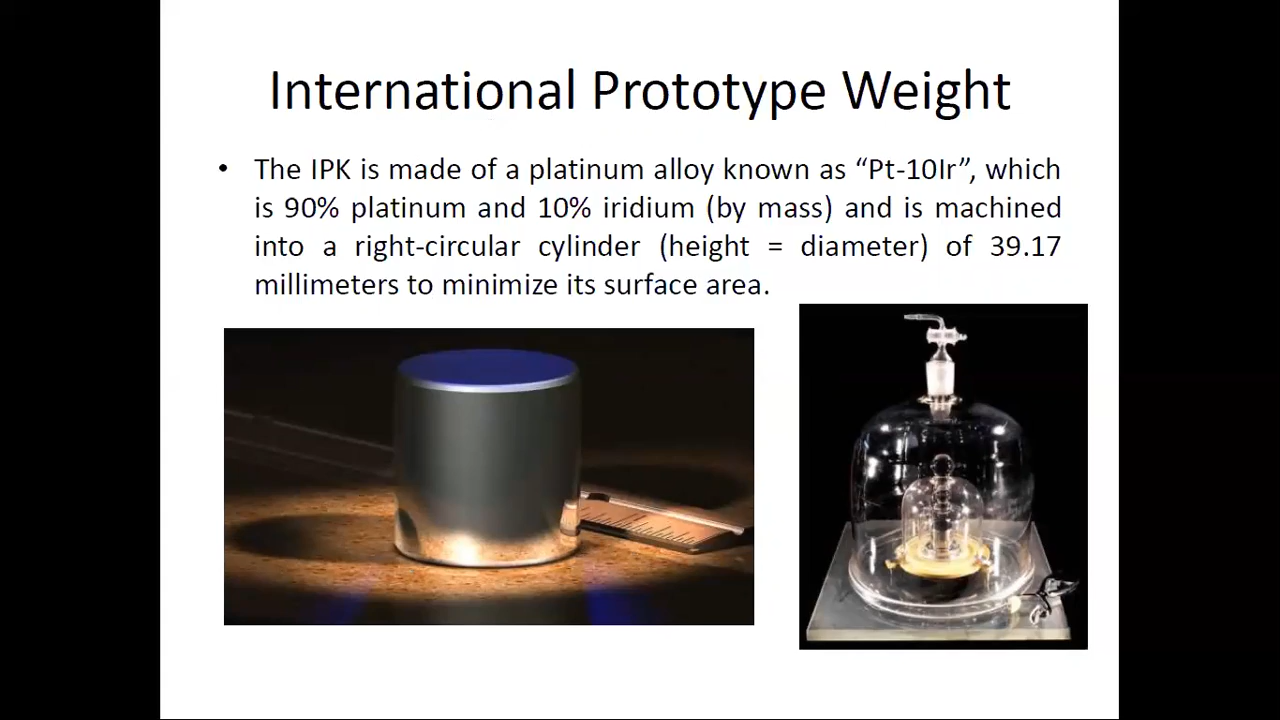 International Prototype Weight
• The IPK is made of a platinum alloy known as “Pt-10Ir”, which
is 90% platinum and 10% iridium (by mass) and is machined
into a right-circular cylinder (height = diameter) of 39.17
millimeters to minimize its surface area.